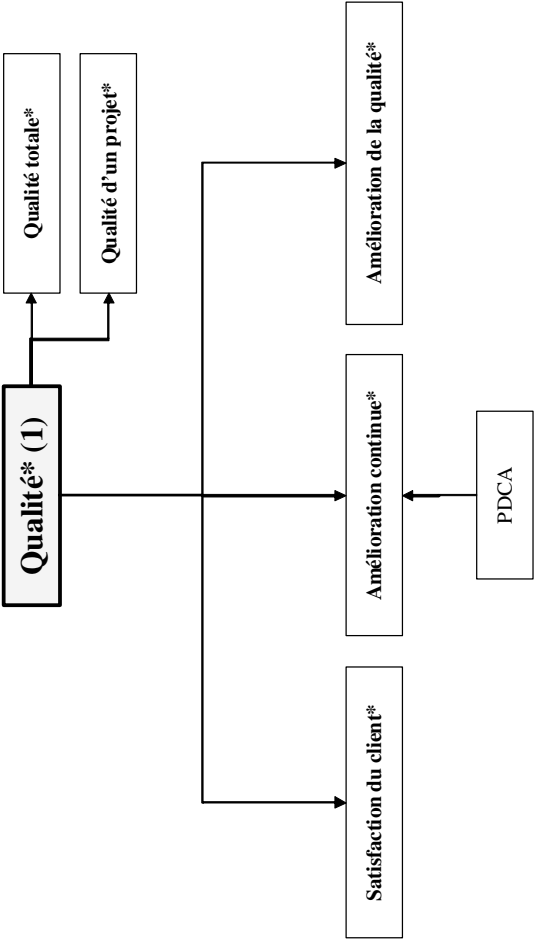 Qualité* (1)
Qualité totale*
Qualité d'un projet*
Satisfaction du client*
Amélioration continue*
Amélioration de la qualité*
PDCA